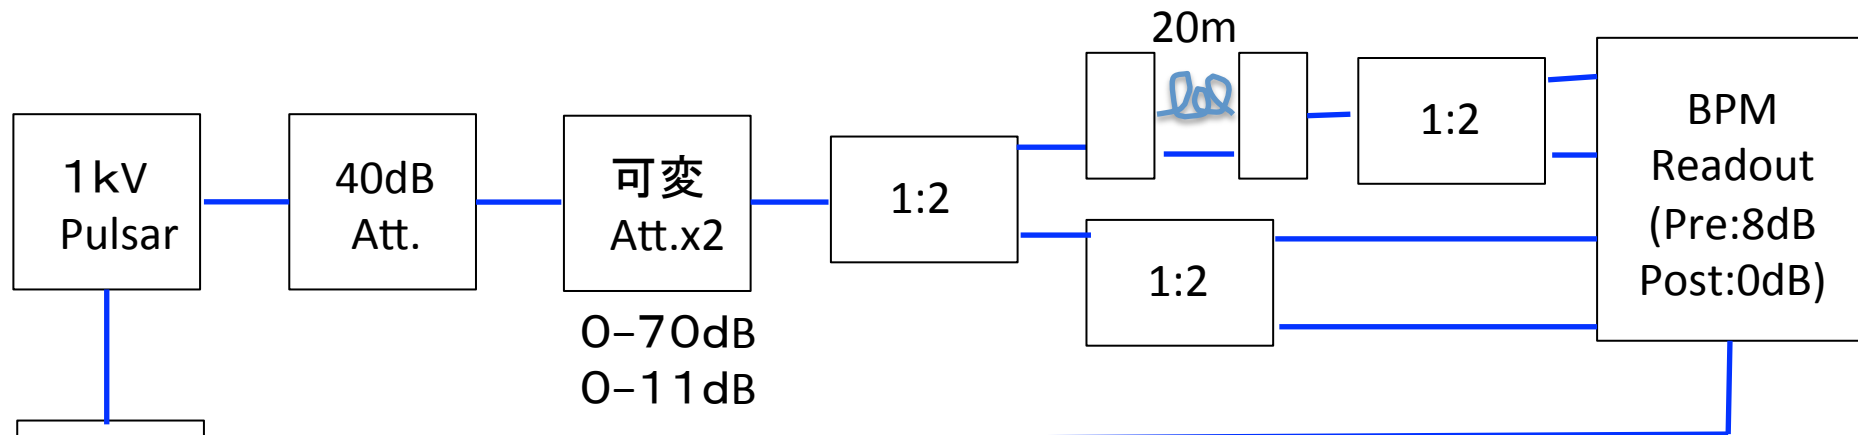 20m
1kV
Pulsar
40dB
Att.
可変
Att.x2
0-70dB
0-11dB
1:2
1:2
1:2
BPM
Readout
(Pre:8dB
Post:0dB)